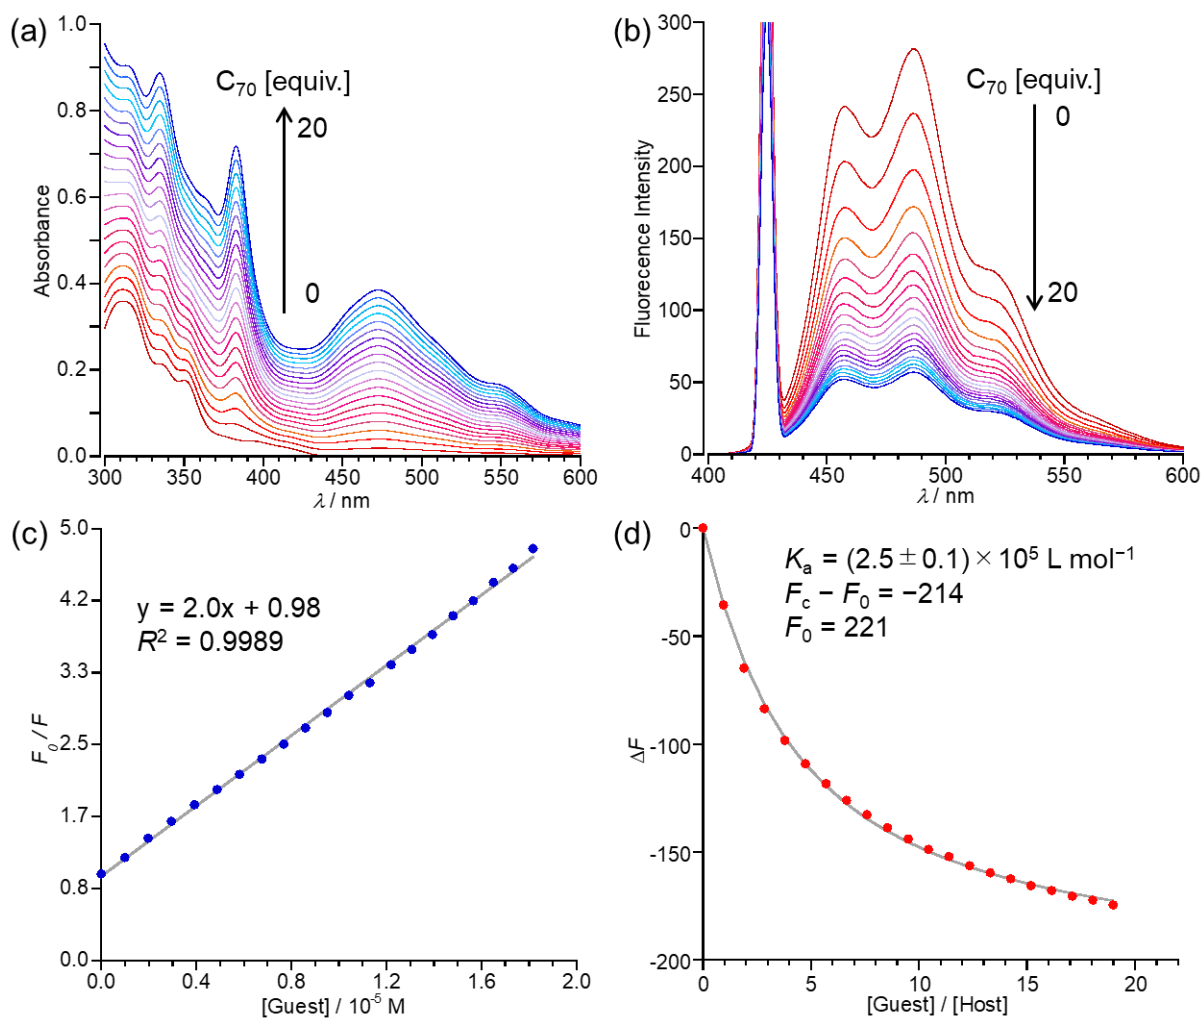 (a)
C₇₀ [equiv.]
20
0
Absorbance
1.0
0.8
0.6
0.4
0.2
0.0
300
400
500
600
350
450
550
λ / nm
(b)
C₇₀ [equiv.]
0
20
Fluorecence Intensity
300
250
200
150
100
50
0
400
450
500
550
600
λ / nm
(c)
y = 2.0x + 0.98
R² = 0.9989
F₀ / F
5.0
4.2
3.3
2.5
1.7
0.8
0.0
0.0
0.4
0.8
1.2
1.6
2.0
[Guest] / 10⁻⁵ M
(d)
Kₐ = (2.5 ± 0.1) × 10⁵ L mol⁻¹
F_c − F₀ = −214
F₀ = 221
ΔF
0
-50
-100
-150
-200
0
5
10
15
20
[Guest] / [Host]